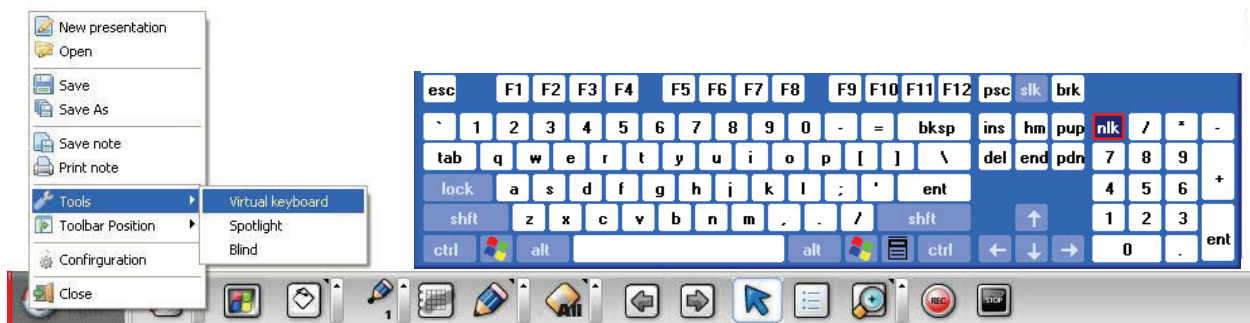 New presentation
Open
Save
Save As
Save note
Print note
Tools
Toolbar Position
Confirguration
Close
Virtual keyboard
Spotlight
Blind
esc F1 F2 F3 F4 F5 F6 F7 F8 F9 F10 F11 F12 psc slk brk
` 1 2 3 4 5 6 7 8 9 0 - = bksp ins hm pup nlk / * -
tab q w e r t y u i o p [ ] \ del end pdn 7 8 9 +
lock a s d f g h j k l ; ' ent 4 5 6
shft z x c v b n m , . / shft ↑ 1 2 3 ent
ctrl alt alt ctrl ← ↓ → 0 .
1 All REC STOP